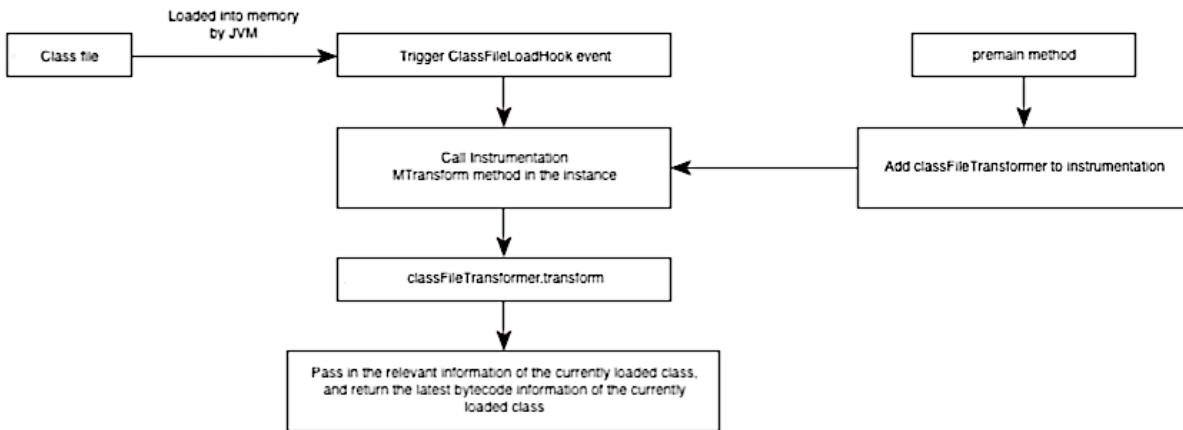 Loaded into memory
by JVM
Class file
Trigger ClassFileLoadHook event
premain method
Call Instrumentation
MTransform method in the instance
Add classFileTransformer to instrumentation
classFileTransformer.transform
Pass in the relevant information of the currently loaded class,
and return the latest bytecode information of the currently
loaded class